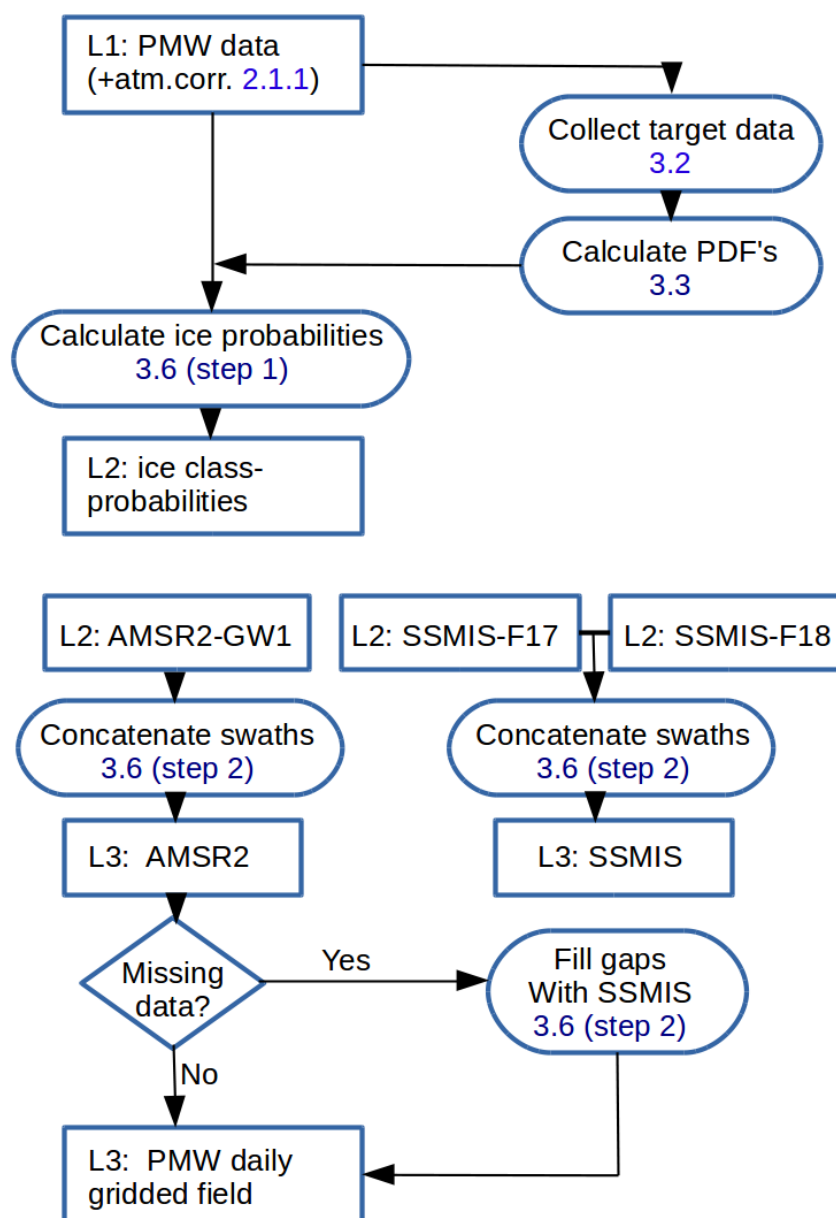 L1: PMW data
(+atm.corr. 2.1.1)
Collect target data
3.2
Calculate PDF's
3.3
Calculate ice probabilities
3.6 (step 1)
L2: ice class-
probabilities
L2: AMSR2-GW1
L2: SSMIS-F17
L2: SSMIS-F18
Concatenate swaths
3.6 (step 2)
Concatenate swaths
3.6 (step 2)
L3: AMSR2
L3: SSMIS
Missing
data?
Yes
Fill gaps
With SSMIS
3.6 (step 2)
No
L3: PMW daily
gridded field